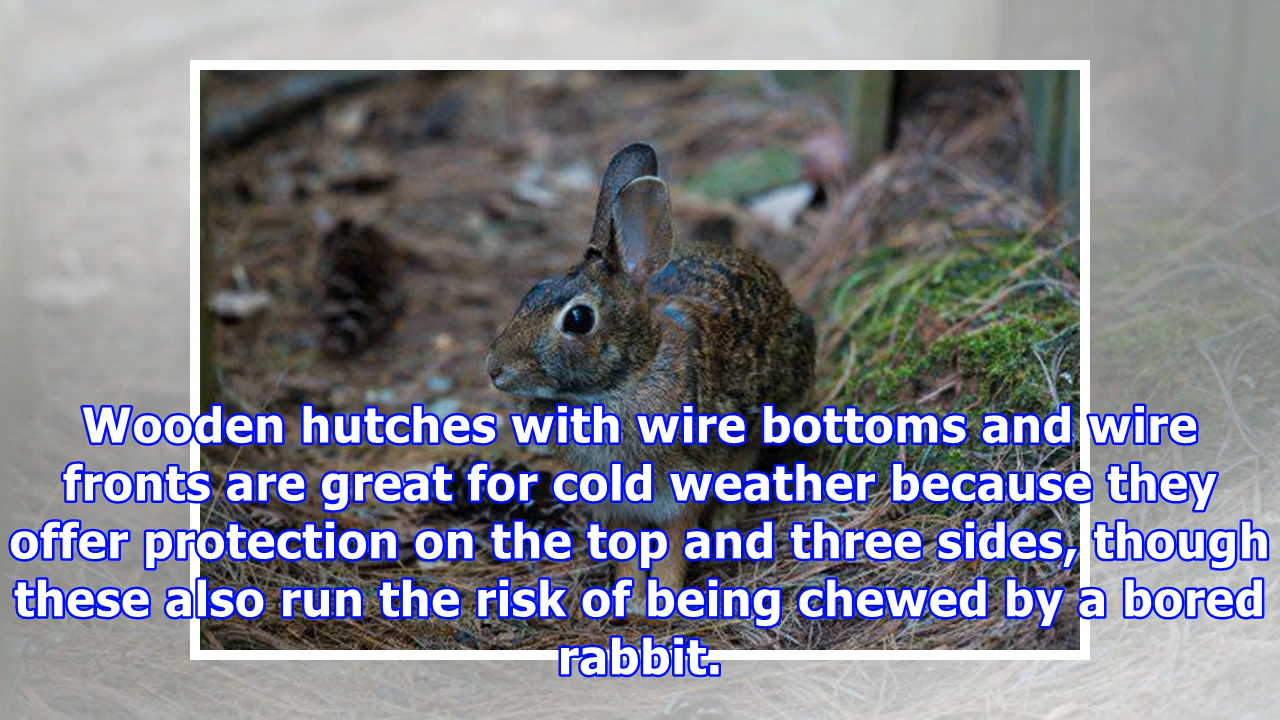 Wooden hutches with wire bottoms and wire
fronts are great for cold weather because they
offer protection on the top and three sides, though
these also run the risk of being chewed by a bored
rabbit.